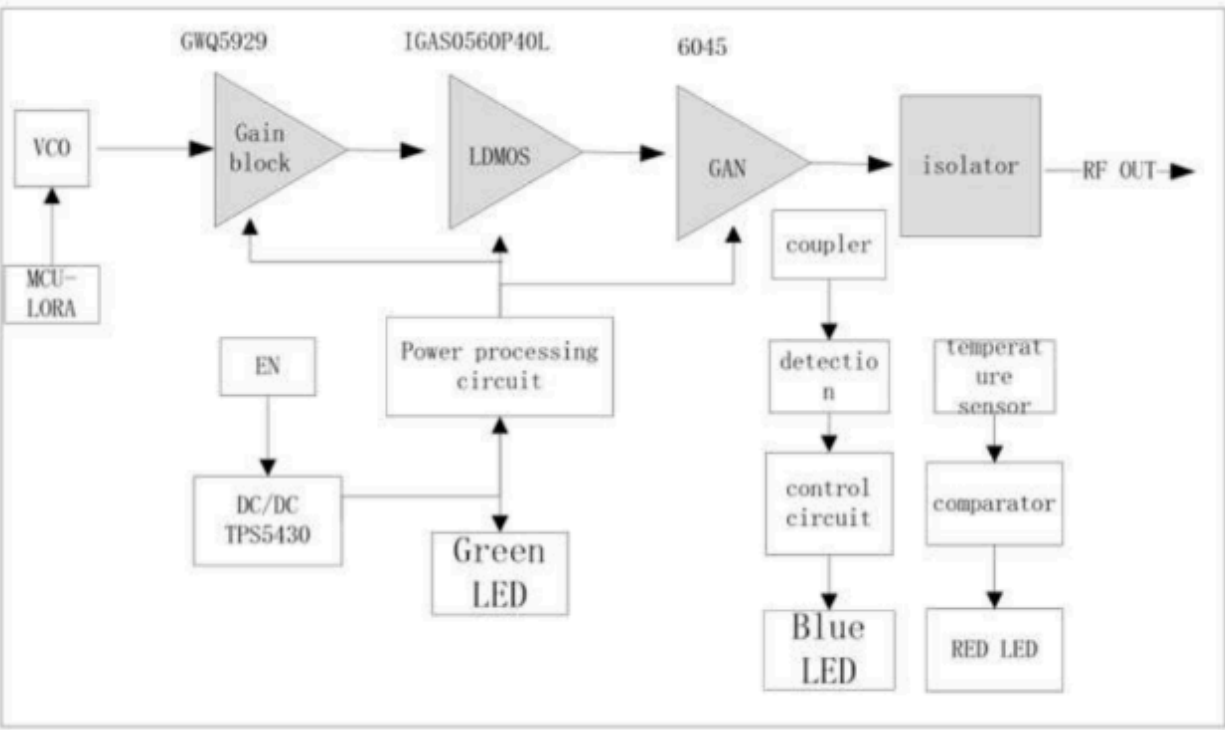 GWQ5929
IGAS0560P40L
6045
VCO
Gain
block
LDMOS
GAN
isolator
RF OUT
MCU-
LORA
coupler
EN
Power processing
circuit
detectio
n
temperat
ure
sensor
DC/DC
TPS5430
Green
LED
control
circuit
comparator
Blue
LED
RED LED